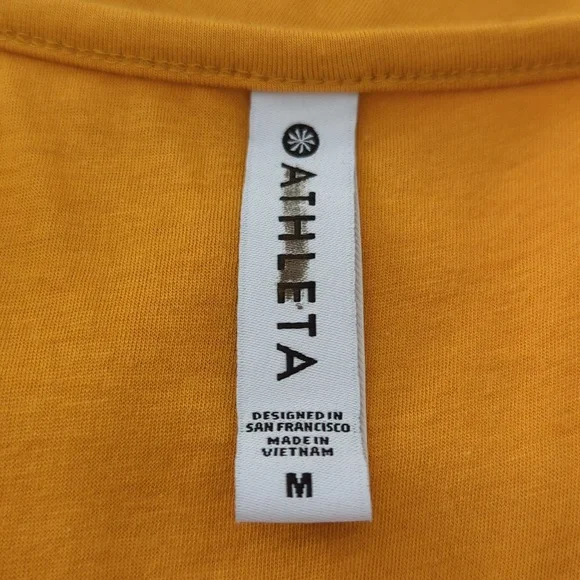 ATHLETA
DESIGNED IN
SAN FRANCISCO
MADE IN
VIETNAM
M